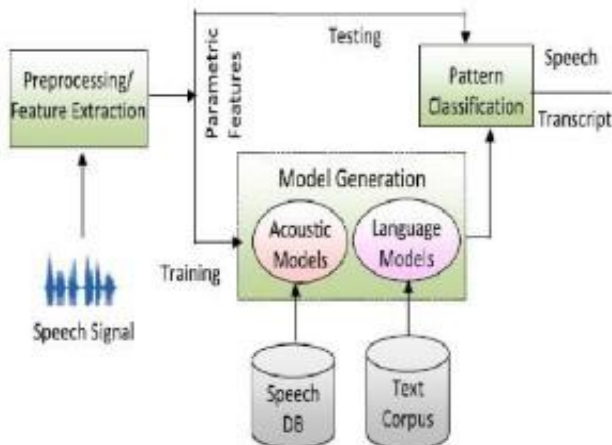 Testing
Speech
Preprocessing/
Feature Extraction
Parametric
Features
Pattern
Classification
Transcript
Model Generation
Acoustic
Models
Language
Models
Training
Speech Signal
Speech
DB
Text
Corpus